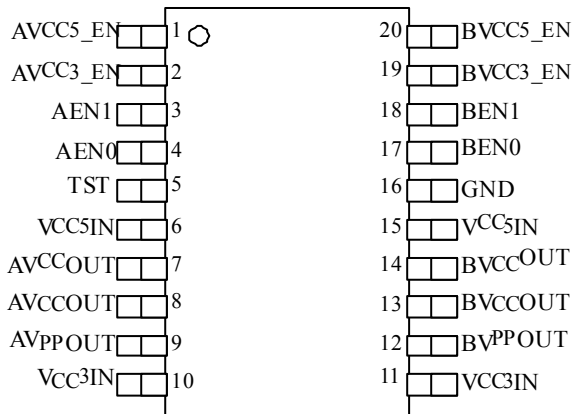 AVCC5_EN 1 20 BVCC5_EN
AVCC3_EN 2 19 BVCC3_EN
AEN1 3 18 BEN1
AEN0 4 17 BEN0
TST 5 16 GND
VCC5IN 6 15 VCC5IN
AVCCOUT 7 14 BVCCOUT
AVCCOUT 8 13 BVCCOUT
AVPPOUT 9 12 BVPPOUT
VCC3IN 10 11 VCC3IN